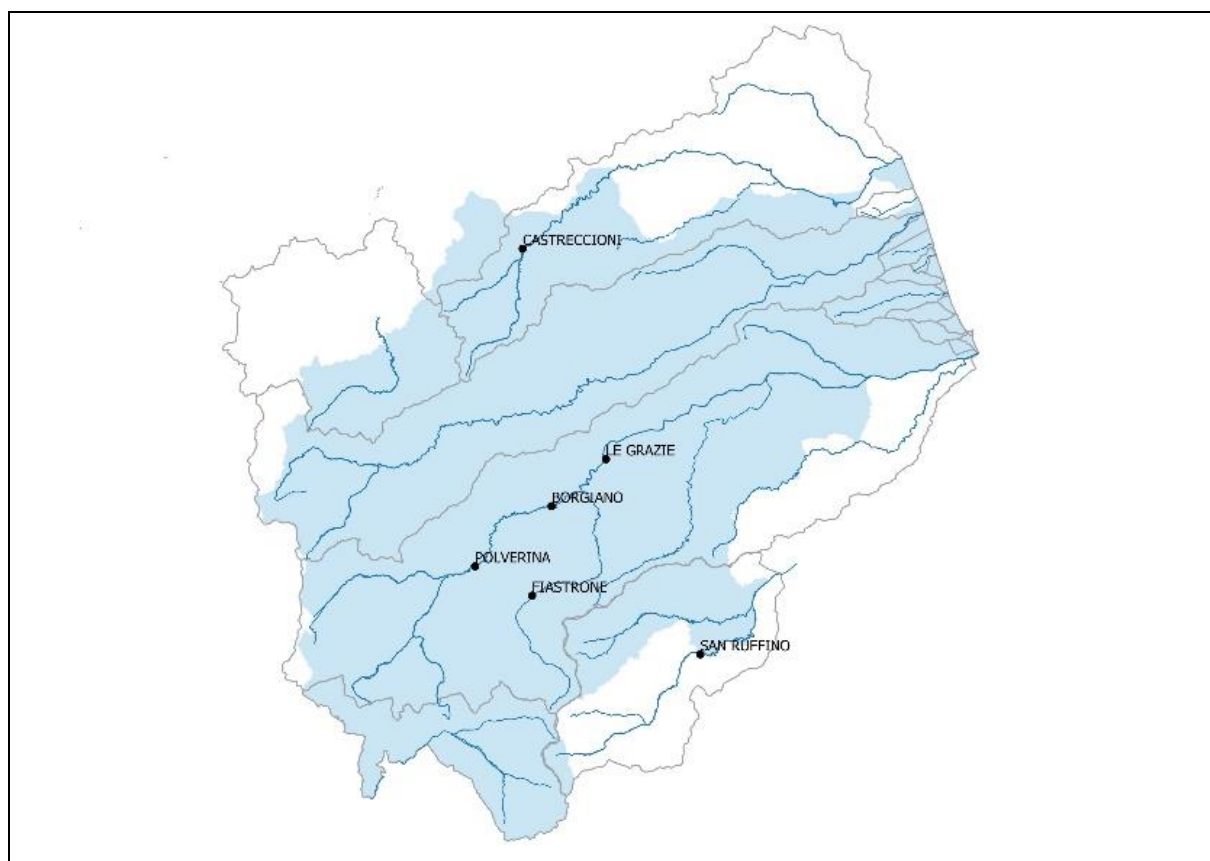 CASTRECCIONI
LE GRAZIE
BORGIANO
POLVERINA
FIASTRONE
SAN RUFFINO